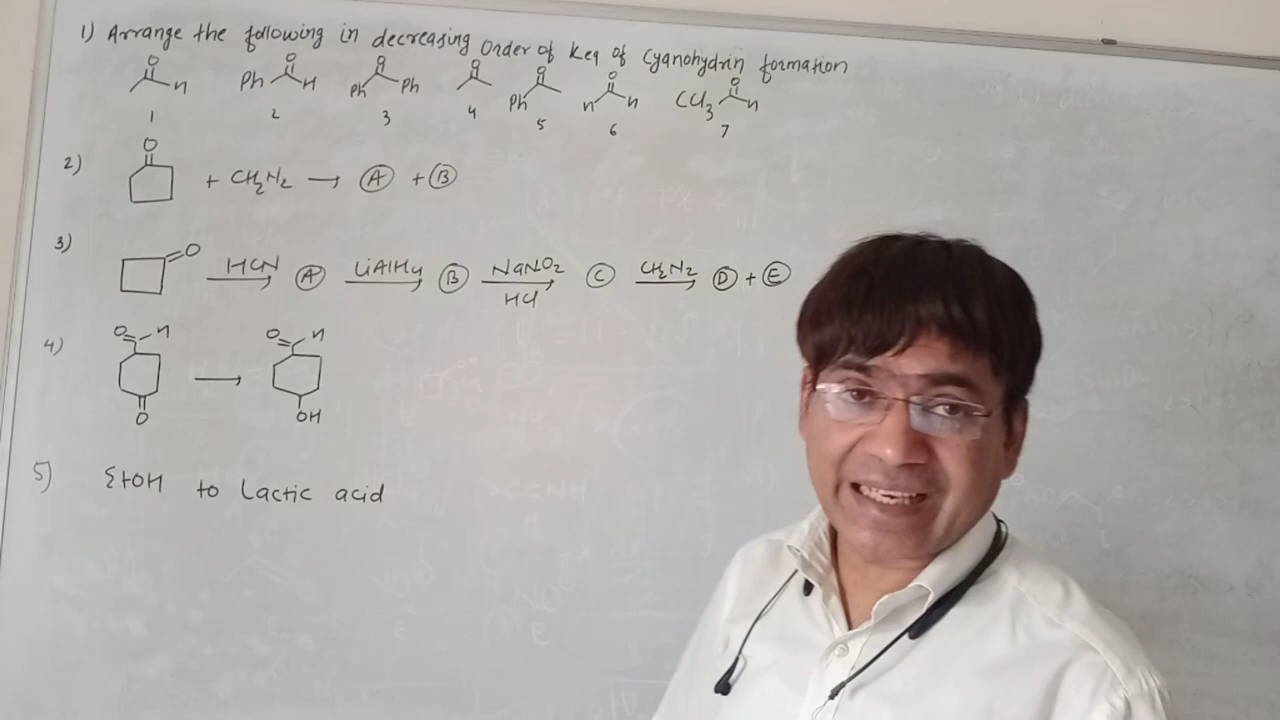 1) Arrange the following in decreasing order of Keq of Cyanohydrin formation
O H Ph O H Ph O Ph O Ph O H O H CCl3 O H
1 2 3 4 5 6 7
2) O + CH2N2 → A + B
3) O HCN A LiAlH4 B NaNO2 HCl C CH2N2 D + E
4) O H O → O H OH
5) EtOH to Lactic acid